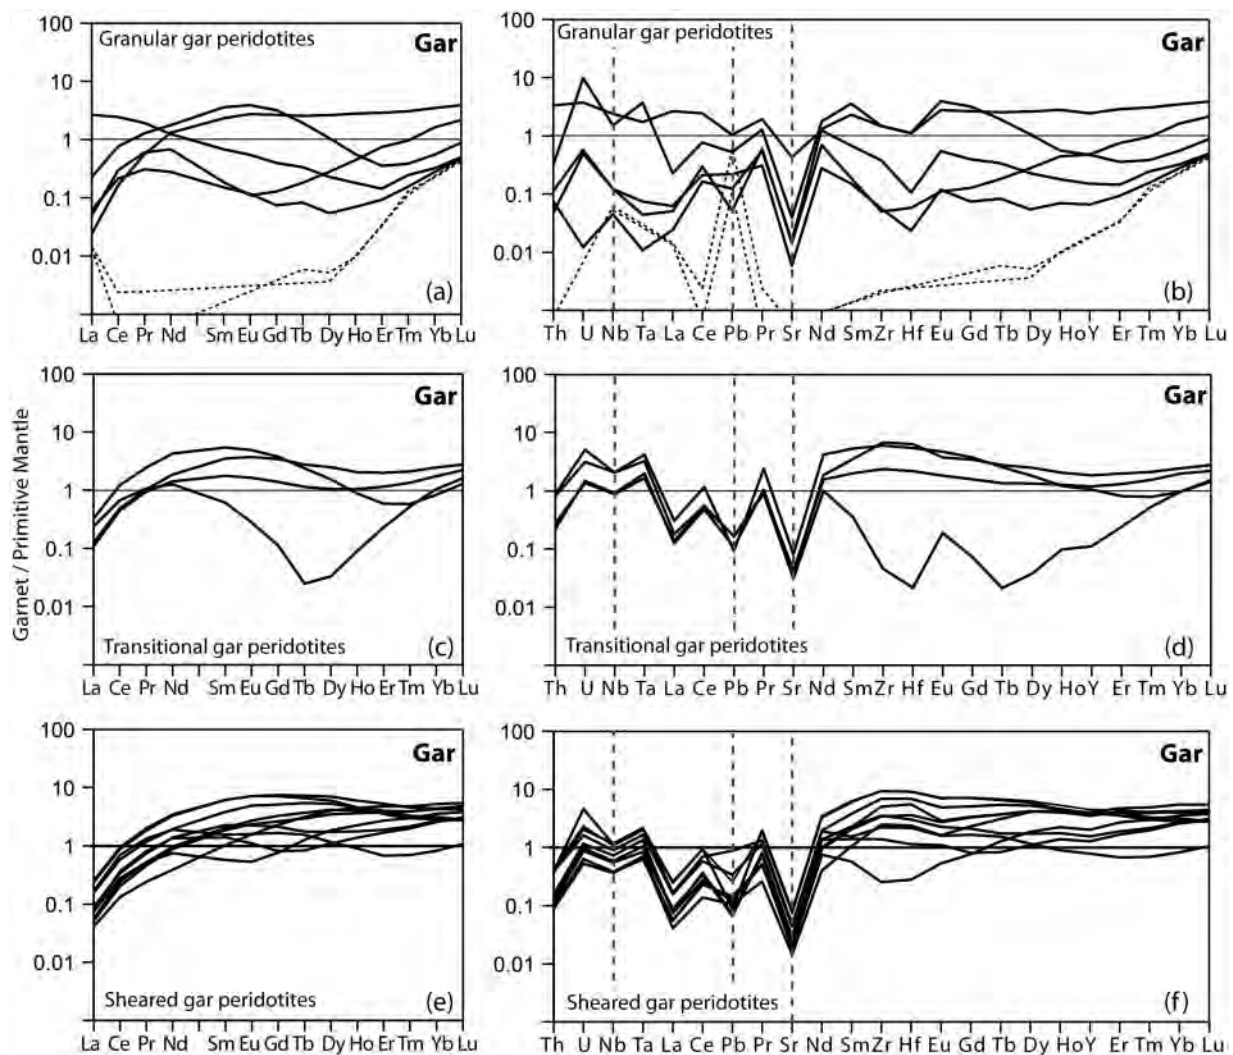 Garnet / Primitive Mantle
100
10
1
0.1
0.01
Granular gar peridotites
Gar
(a)
La Ce Pr Nd Sm Eu Gd Tb Dy Ho Er Tm Yb Lu
100
10
1
0.1
0.01
Granular gar peridotites
Gar
(b)
Th U Nb Ta La Ce Pb Pr Sr Nd Sm Zr Hf Eu Gd Tb Dy Ho Y Er Tm Yb Lu
100
10
1
0.1
0.01
Gar
Transitional gar peridotites
(c)
La Ce Pr Nd Sm Eu Gd Tb Dy Ho Er Tm Yb Lu
100
10
1
0.1
0.01
Gar
Transitional gar peridotites
(d)
Th U Nb Ta La Ce Pb Pr Sr Nd Sm Zr Hf Eu Gd Tb Dy Ho Y Er Tm Yb Lu
100
10
1
0.1
0.01
Gar
Sheared gar peridotites
(e)
La Ce Pr Nd Sm Eu Gd Tb Dy Ho Er Tm Yb Lu
100
10
1
0.1
0.01
Gar
Sheared gar peridotites
(f)
Th U Nb Ta La Ce Pb Pr Sr Nd Sm Zr Hf Eu Gd Tb Dy Ho Y Er Tm Yb Lu